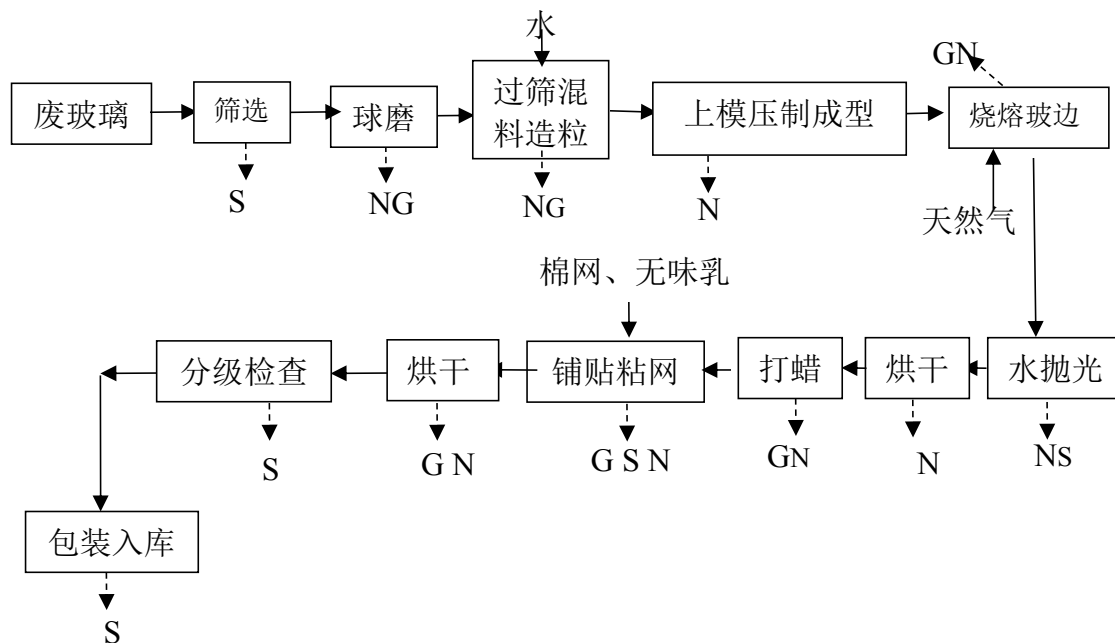 水
GN
废玻璃
筛选
球磨
过筛混
料造粒
上模压制成型
烧熔玻边
S
NG
NG
N
天然气
棉网、无味乳
分级检查
烘干
铺贴粘网
打蜡
烘干
水抛光
S
G N
G S N
GN
N
NS
包装入库
S